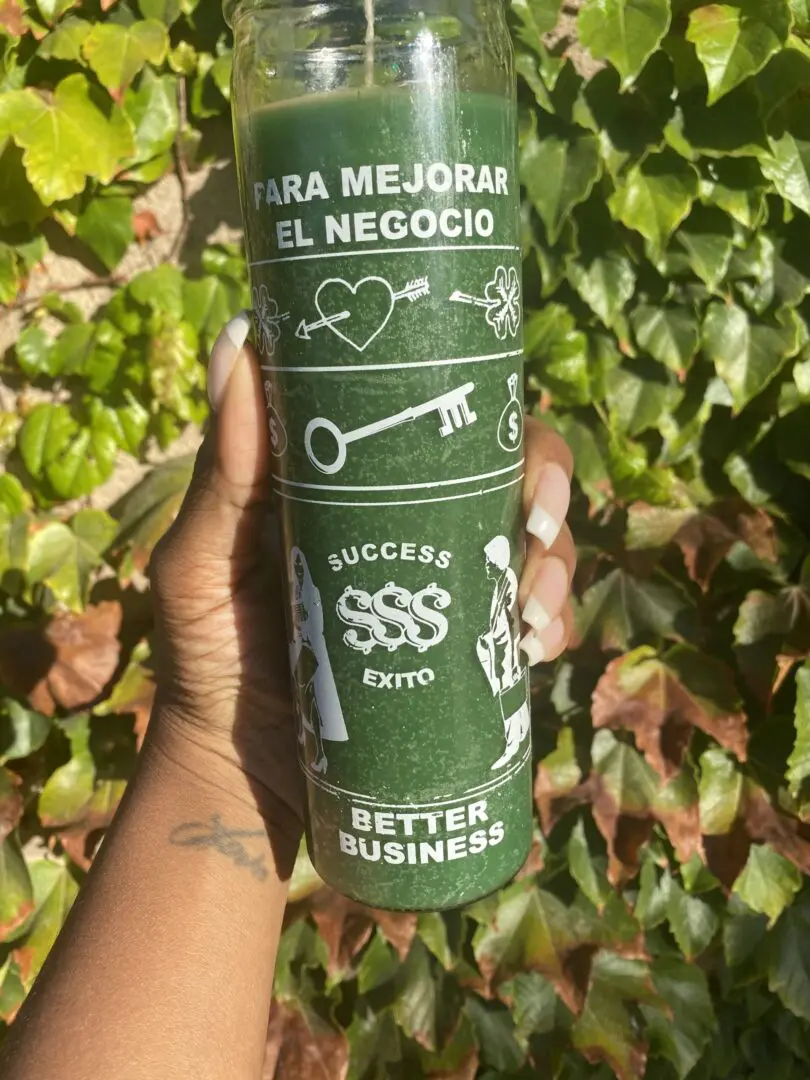 PARA MEJORAR
EL NEGOCIO
$
$
SUCCESS
$$$
EXITO
BETTER
BUSINESS